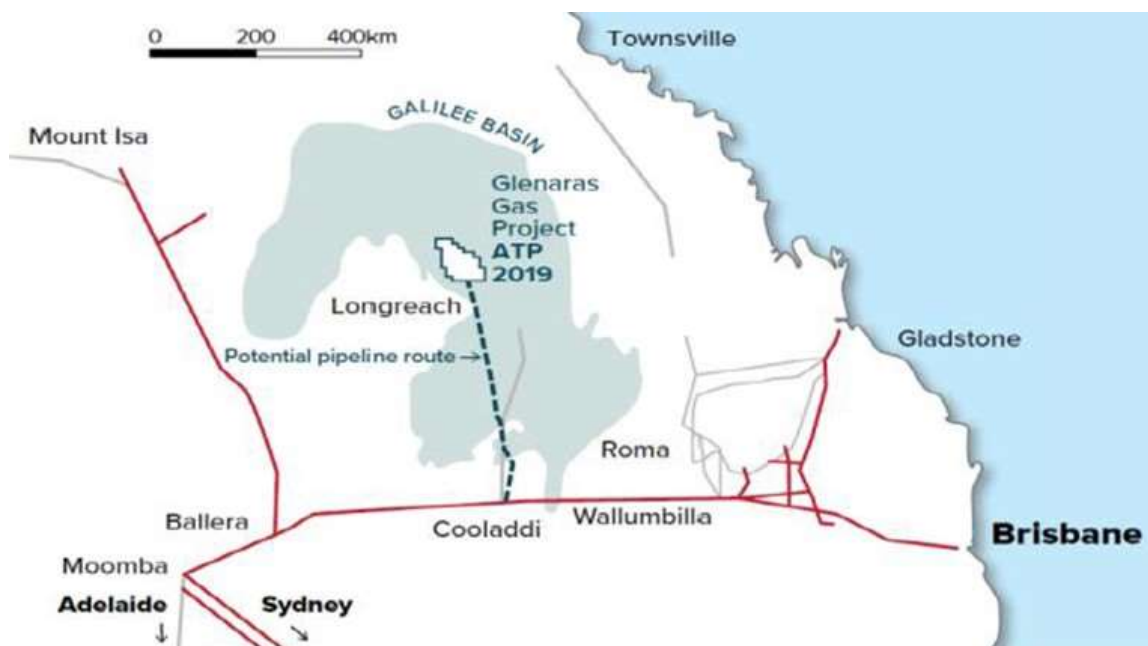 0 200 400km
Townsville
GALILEE BASIN
Mount Isa
Glenaras
Gas
Project
ATP
2019
Longreach
Potential pipeline route
Gladstone
Roma
Ballera
Cooladdi
Wallumbilla
Brisbane
Moomba
Adelaide
Sydney